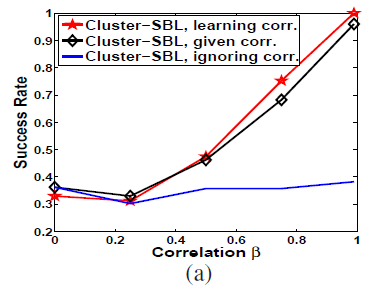 1
Cluster-SBL, learning corr.
0.9
Cluster-SBL, given corr.
Cluster-SBL, ignoring corr.
0.8
0.7
0.6
0.5
0.4
0.3
0.2
Success Rate
0 0.2 0.4 0.6 0.8 1
Correlation β
(a)